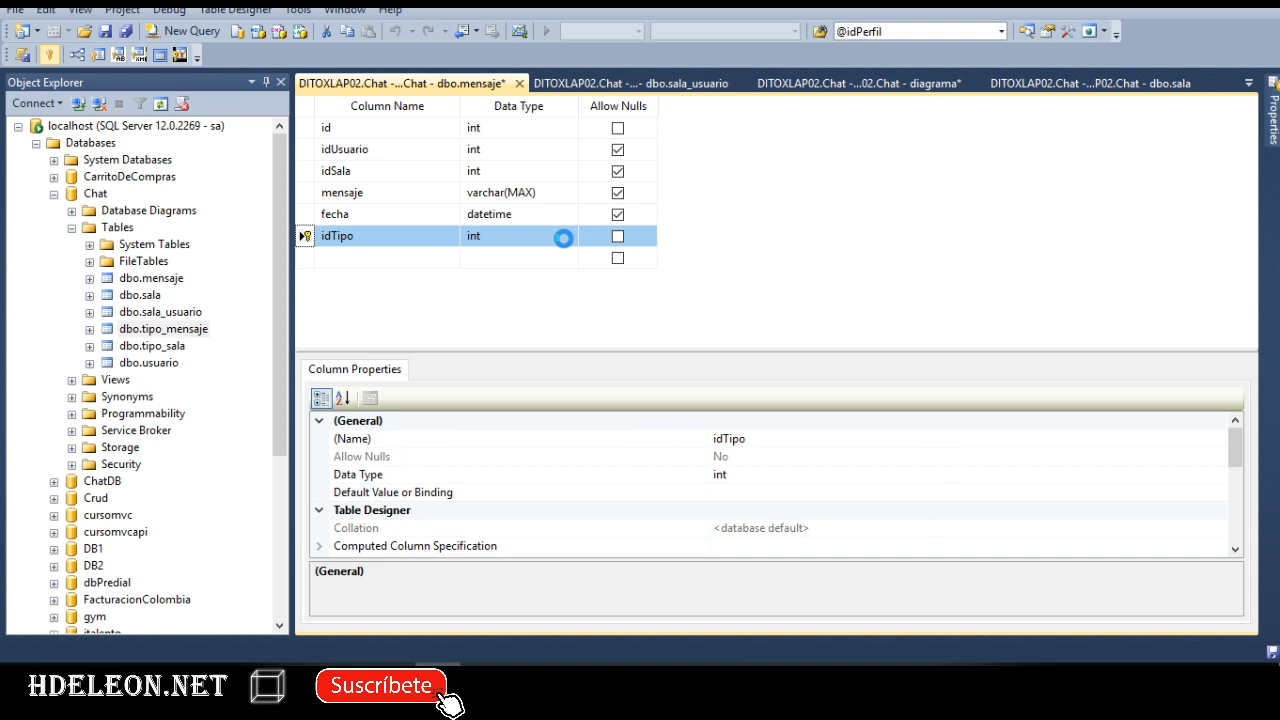 File Edit View Project Debug Table Designer Tools Window Help
New Query @idPerfil
Object Explorer
Connect
localhost (SQL Server 12.0.2269 - sa)
Databases
System Databases
CarritoDeCompras
Chat
Database Diagrams
Tables
System Tables
FileTables
dbo.mensaje
dbo.sala
dbo.sala_usuario
dbo.tipo_mensaje
dbo.tipo_sala
dbo.usuario
Views
Synonyms
Programmability
Service Broker
Storage
Security
ChatDB
Crud
cursomvc
cursomvcapi
DB1
DB2
dbPredial
FacturacionColombia
gym
italento
DITOXLAP02.Chat -...Chat - dbo.mensaje* DITOXLAP02.Chat -...- dbo.sala_usuario DITOXLAP02.Chat -...02.Chat - diagrama* DITOXLAP02.Chat -...P02.Chat - dbo.sala
Column Name Data Type Allow Nulls
id int
idUsuario int
idSala int
mensaje varchar(MAX)
fecha datetime
idTipo int
Column Properties
(General)
(Name) idTipo
Allow Nulls No
Data Type int
Default Value or Binding
Table Designer
Collation <database default>
Computed Column Specification
(General)
Properties
HDELEON.NET
Suscríbete